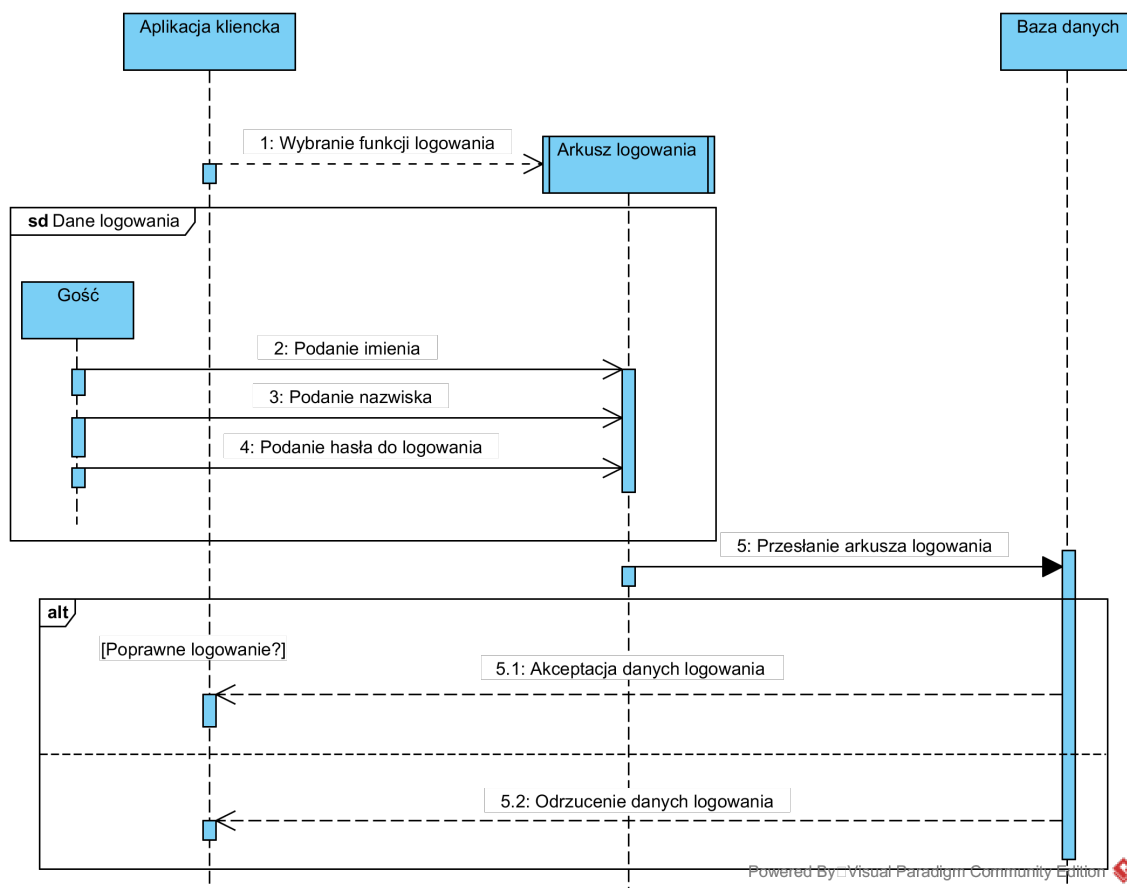 Aplikacja kliencka
Baza danych
1: Wybranie funkcji logowania
Arkusz logowania
sd Dane logowania
Gość
2: Podanie imienia
3: Podanie nazwiska
4: Podanie hasła do logowania
5: Przesłanie arkusza logowania
alt
[Poprawne logowanie?]
5.1: Akceptacja danych logowania
5.2: Odrzucenie danych logowania
Powered By□Visual Paradigm Community Edition